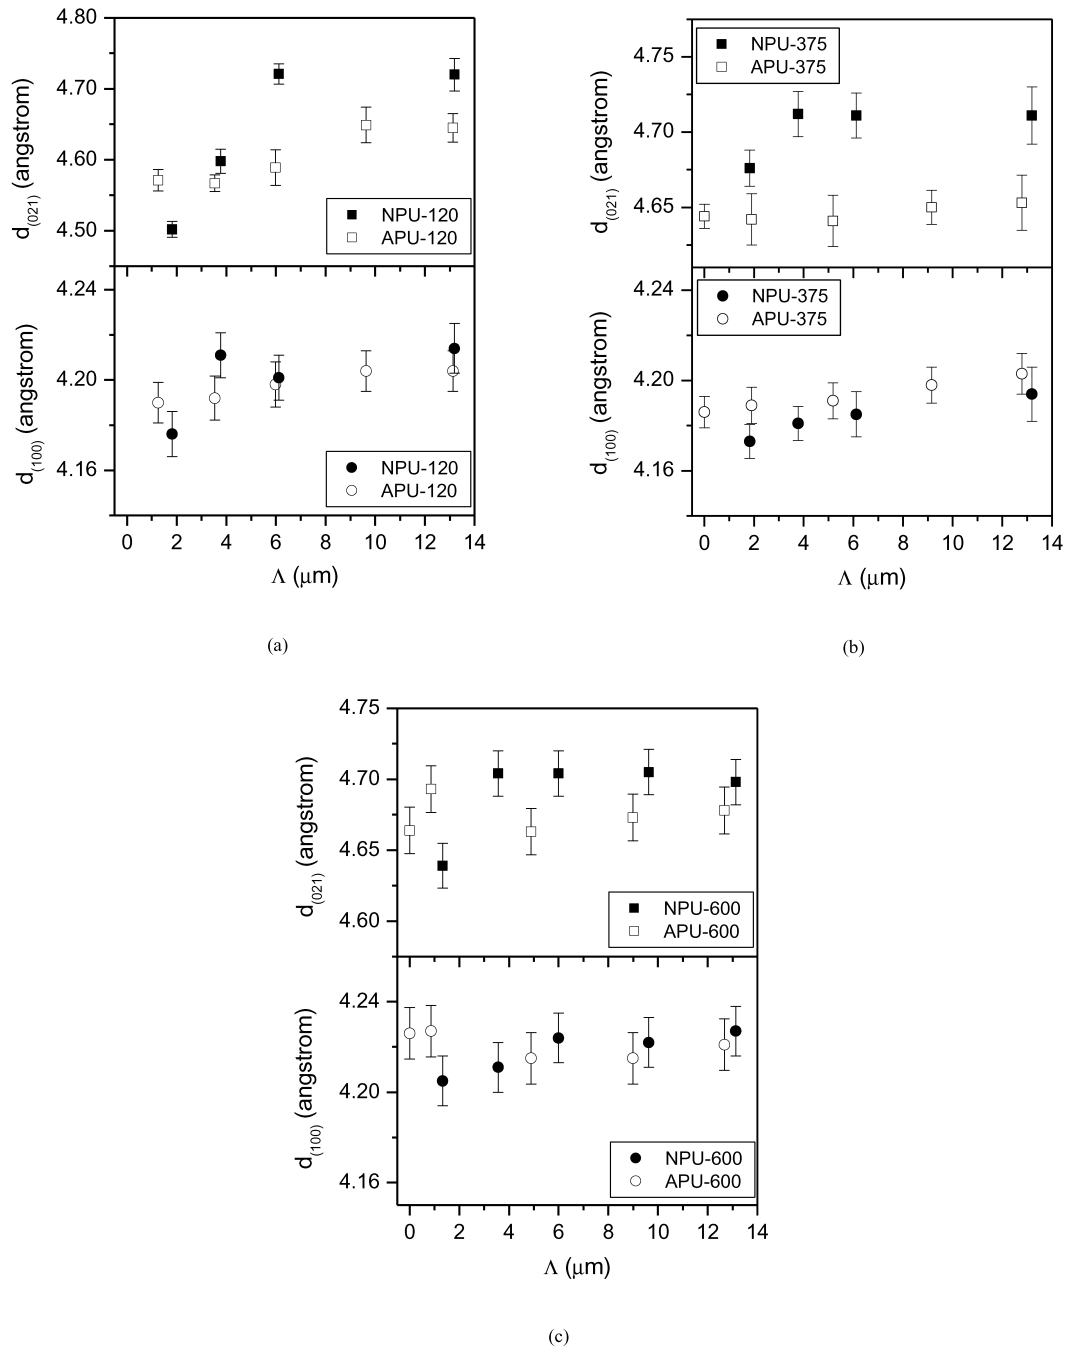 4.80
4.70
4.60
4.50
d(021) (angstrom)
NPU-120
APU-120
4.24
4.20
4.16
d(100) (angstrom)
NPU-120
APU-120
0 2 4 6 8 10 12 14
Λ (μm)
(a)
4.75
4.70
4.65
d(021) (angstrom)
NPU-375
APU-375
4.24
4.20
4.16
d(100) (angstrom)
NPU-375
APU-375
0 2 4 6 8 10 12 14
Λ (μm)
(b)
4.75
4.70
4.65
4.60
d(021) (angstrom)
NPU-600
APU-600
4.24
4.20
4.16
d(100) (angstrom)
NPU-600
APU-600
0 2 4 6 8 10 12 14
Λ (μm)
(c)